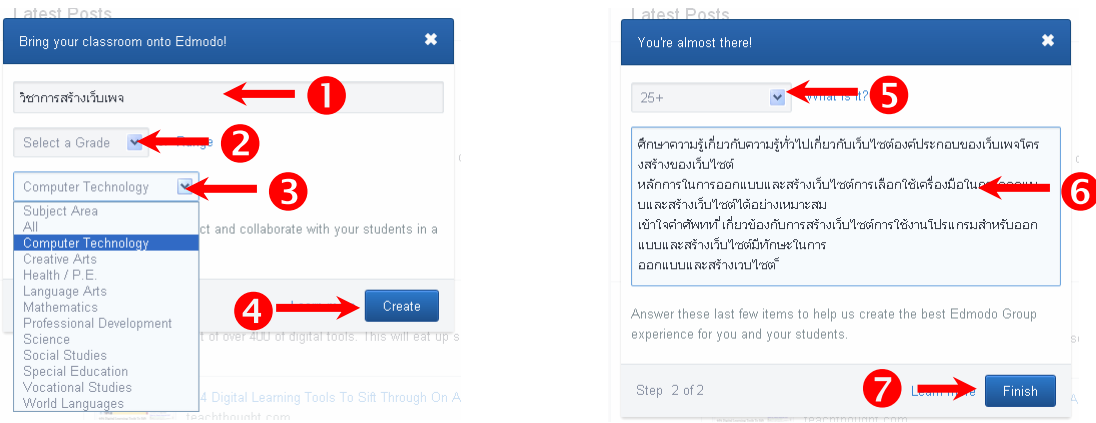 Latest Posts
Bring your classroom onto Edmodo!
วิชาการสร้างเว็บเพจ
1
Select a Grade
Range
2
Computer Technology
3
Subject Area
All
Computer Technology
Creative Arts
Health / P.E.
Language Arts
Mathematics
Professional Development
Science
Social Studies
Special Education
Vocational Studies
World Languages
ct and collaborate with your students in a
4
Create
t of over 400 of digital tools. This will eat up s
4 Digital Learning Tools To Sift Through On A
teachthought.com
Latest Posts
You're almost there!
25+
What is it?
5
ศึกษาความรู้เกี่ยวกับความรู้ทั่วไปเกี่ยวกับเว็บไซต์องค์ประกอบของเว็บเพจโคร
งสร้างของเว็บไซต์
หลักการในการออกแบบและสร้างเว็บไซต์การเลือกใช้เครื่องมือในการออกแบ
บและสร้างเว็บไซต์ได้อย่างเหมาะสม
เข้าใจคำศัพทท์ เี่กี่ยวข้องกับการสร้างเว็บไซต์การใช้งานโปรแกรมสำหรับออก
แบบและสร้างเว็บไซต์มีทักษะในการ
ออกแบบและสร้างเวบไซต ็
6
Answer these last few items to help us create the best Edmodo Group
experience for you and your students.
Step 2 of 2
7
Learn more
Finish
teachthought.com